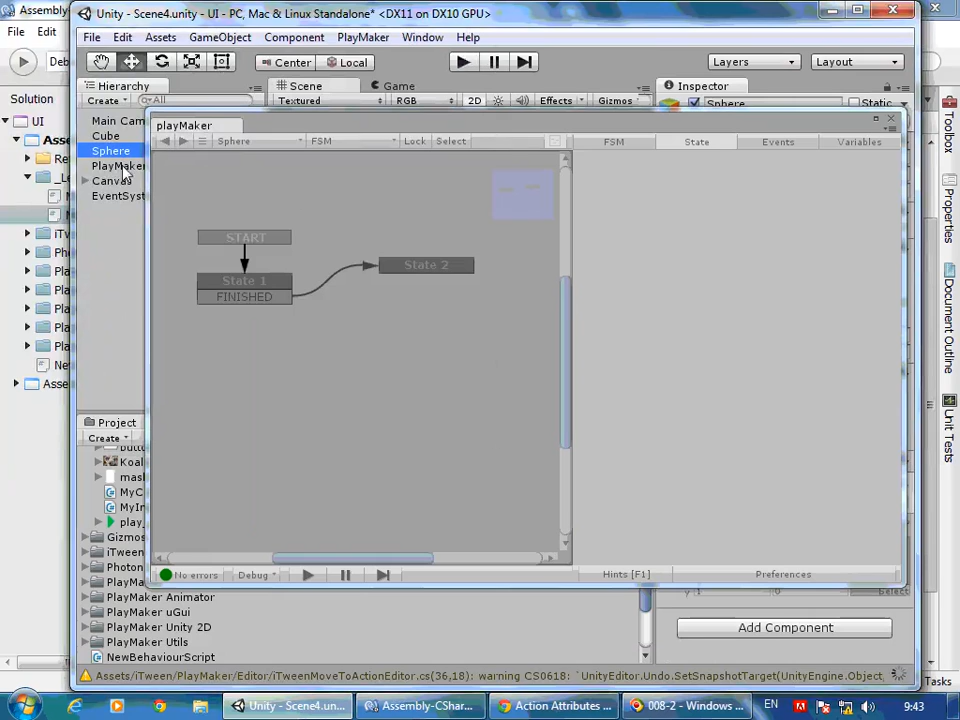 Assembly-
Unity - Scene4.unity - UI - PC, Mac & Linux Standalone* <DX11 on DX10 GPU>
File Edit
File Edit Assets GameObject Component PlayMaker Window Help
Center Local Layers Layout
Solution
Hierarchy Scene Game Inspector
Create All Textured RGB 2D Effects Gizmos Sphere Static
UI
Main Cam
Cube
Sphere
PlayMaker
Canvas
EventSyst
playMaker
Sphere FSM Lock Select FSM State Events Variables
START
State 1
FINISHED
State 2
Toolbox
Properties
Document Outline
Unit Tests
Project
Create
Koal
mas
MyC
MyIn
play_
Gizmos
iTween
Photon
PlayMa
No errors Debug Hints [F1] Preferences
PlayMaker Animator
PlayMaker uGui
PlayMaker Unity 2D
PlayMaker Utils
NewBehaviourScript
Add Component
Assets/iTween/PlayMaker/Editor/iTweenMoveToActionEditor.cs(36,18): warning CS0618: `UnityEditor.Undo.SetSnapshotTarget(UnityEngine.Object,
Tasks
Unity - Scene4.uni... Assembly-CShar... Action Attributes ... 008-2 - Windows ... EN 9:43